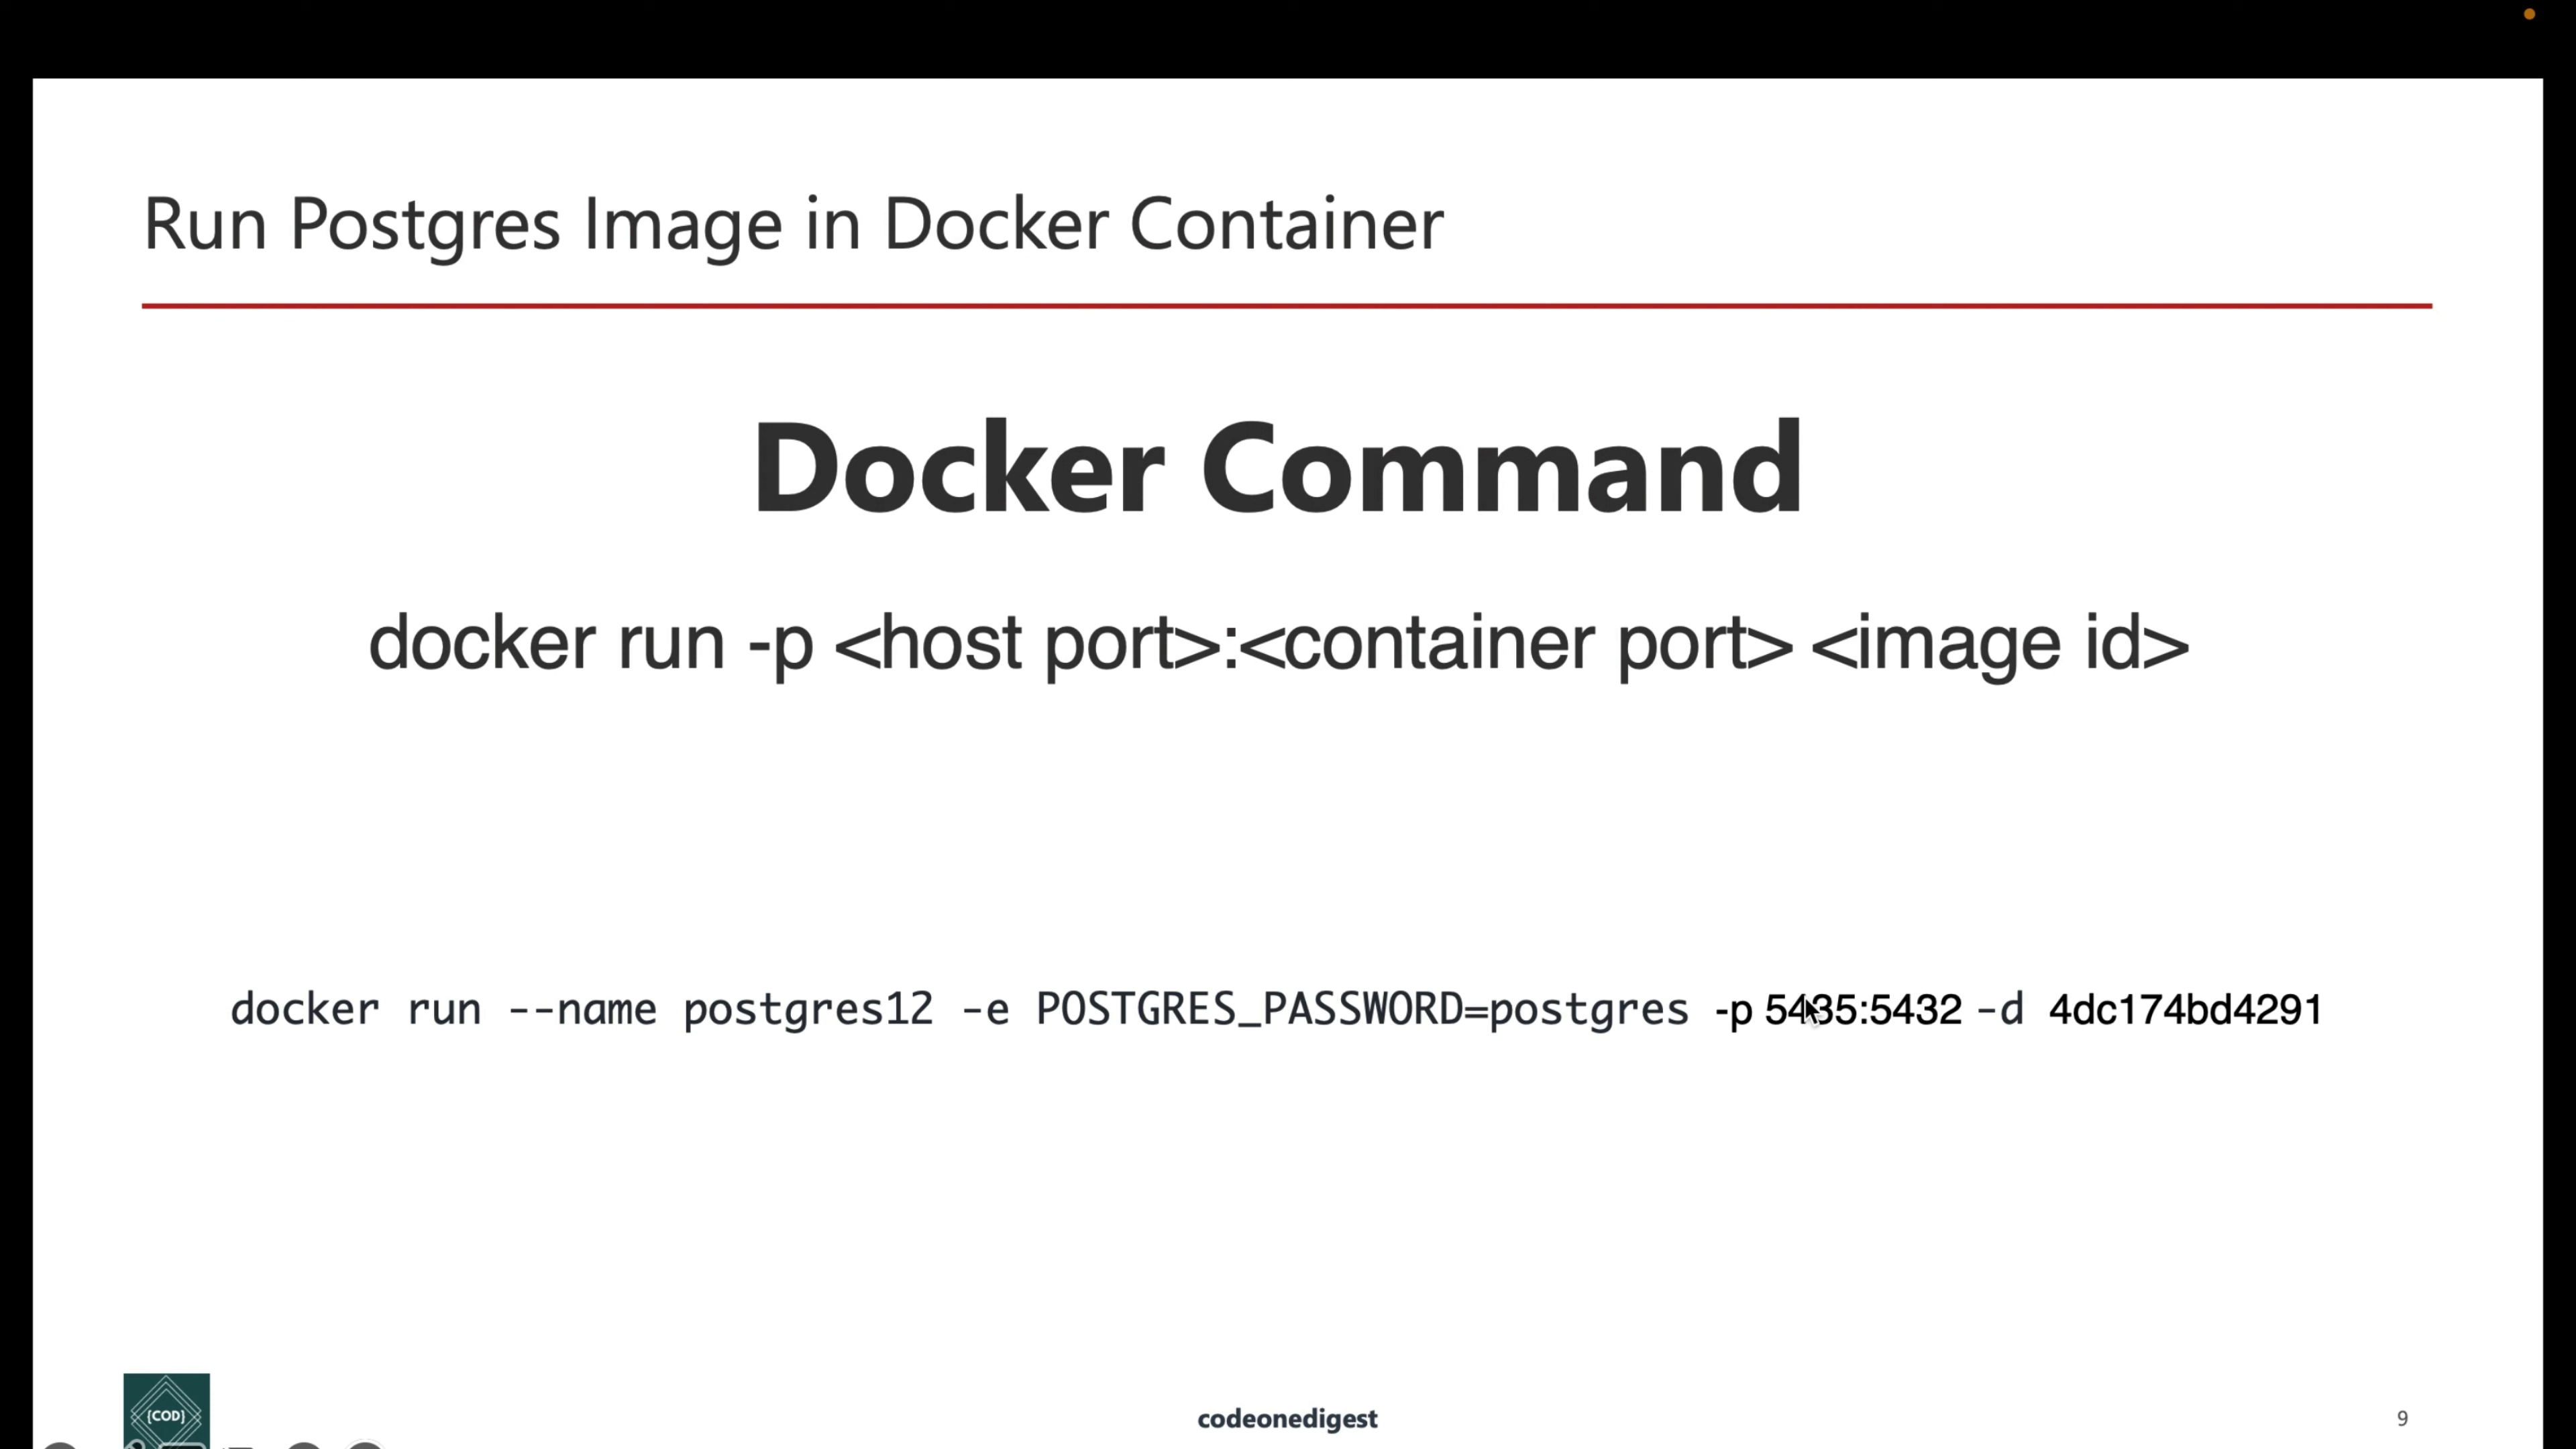 Run Postgres Image in Docker Container
Docker Command
docker run -p <host port>:<container port> <image id>
docker run --name postgres12 -e POSTGRES_PASSWORD=postgres -p 5435:5432 -d 4dc174bd4291
{COD}
codeonedigest
9